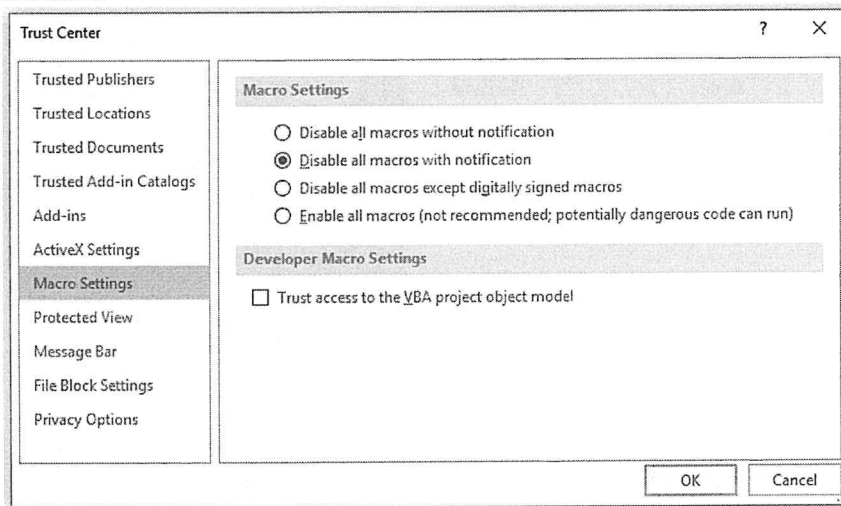 Trust Center
?
Trusted Publishers
Trusted Locations
Trusted Documents
Trusted Add-in Catalogs
Add-ins
ActiveX Settings
Macro Settings
Protected View
Message Bar
File Block Settings
Privacy Options
Macro Settings
Disable all macros without notification
Disable all macros with notification
Disable all macros except digitally signed macros
Enable all macros (not recommended; potentially dangerous code can run)
Developer Macro Settings
Trust access to the VBA project object model
OK
Cancel